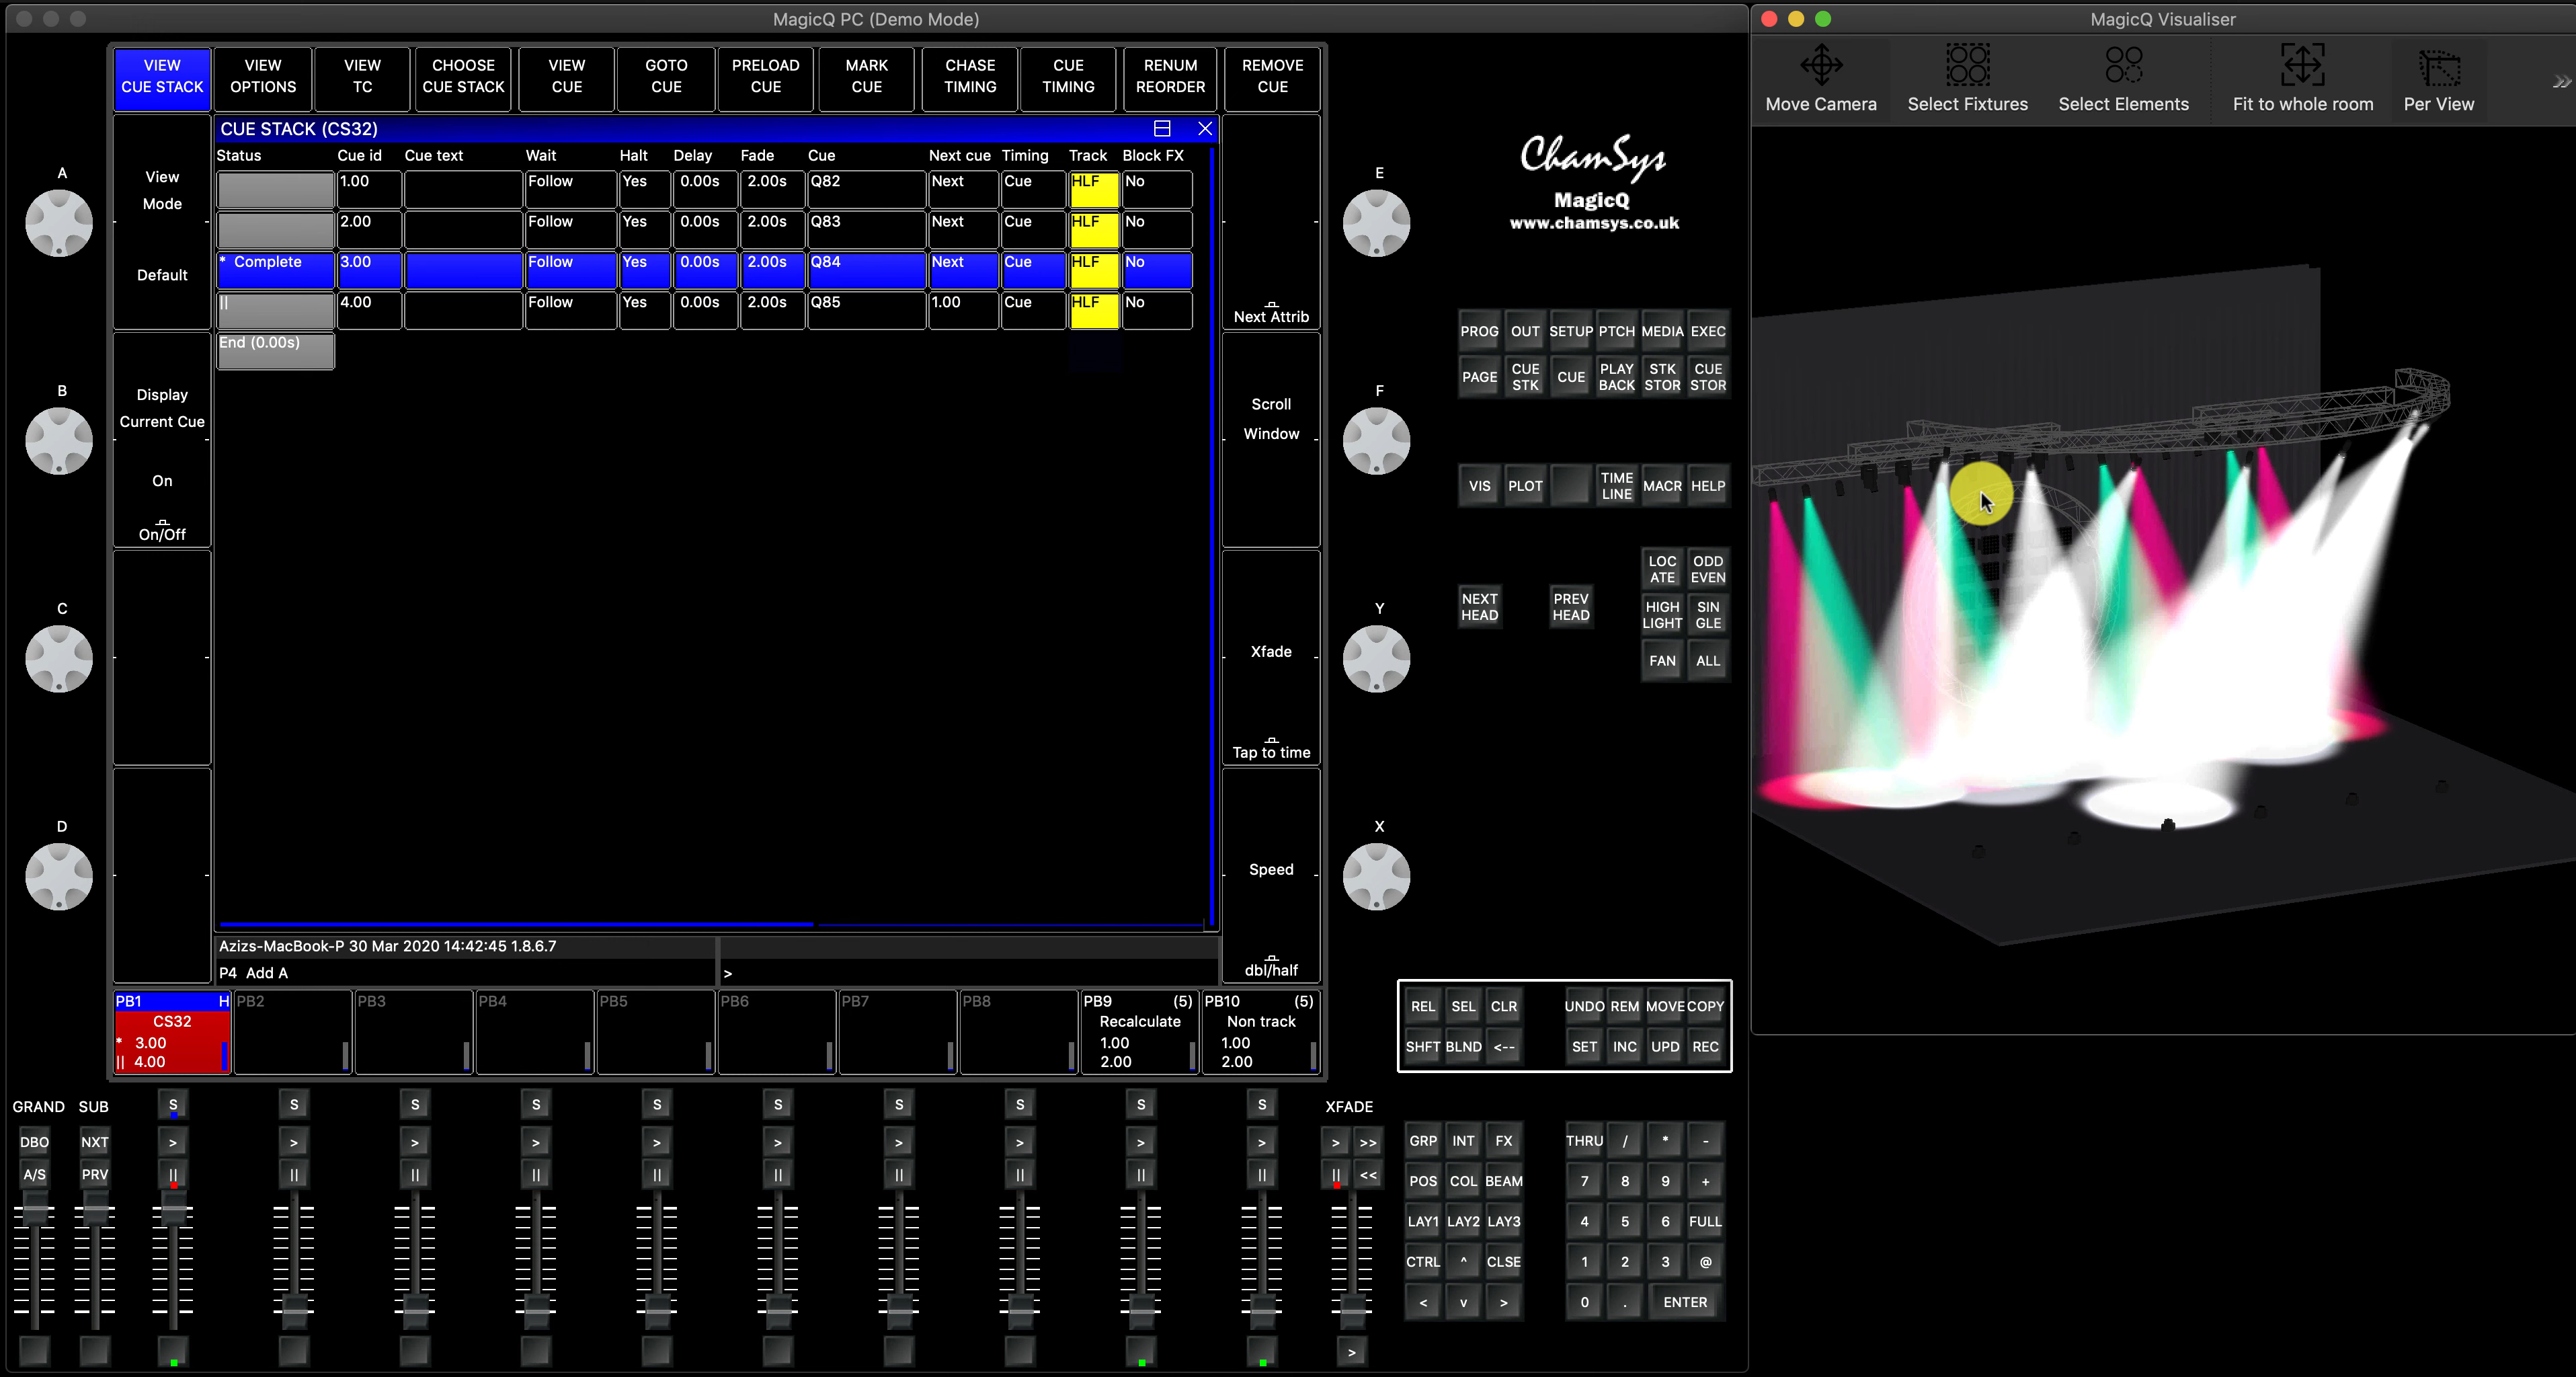 MagicQ PC (Demo Mode)
VIEW CUE STACK
VIEW OPTIONS
VIEW TC
CHOOSE CUE STACK
VIEW CUE
GOTO CUE
PRELOAD CUE
MARK CUE
CHASE TIMING
CUE TIMING
RENUM REORDER
REMOVE CUE
CUE STACK (CS32)
Status Cue id Cue text Wait Halt Delay Fade Cue Next cue Timing Track Block FX
1.00 Follow Yes 0.00s 2.00s Q82 Next Cue HLF No
2.00 Follow Yes 0.00s 2.00s Q83 Next Cue HLF No
* Complete 3.00 Follow Yes 0.00s 2.00s Q84 Next Cue HLF No
|| 4.00 Follow Yes 0.00s 2.00s Q85 1.00 Cue HLF No
End (0.00s)
A
View
Mode
Default
B
Display
Current Cue
On
On/Off
C
D
E
Next Attrib
F
Scroll
Window
Y
Xfade
Tap to time
X
Speed
dbl/half
Azizs-MacBook-P 30 Mar 2020 14:42:45 1.8.6.7
P4 Add A
>
PB1 H
CS32
* 3.00
|| 4.00
PB2
PB3
PB4
PB5
PB6
PB7
PB8
PB9 (5)
Recalculate
1.00
2.00
PB10 (5)
Non track
1.00
2.00
GRAND SUB S S S S S S S S S S XFADE
DBO NXT > > > > > > > > > > > >>
A/S PRV || || || || || || || || || || || <<
>
ChamSys
MagicQ
www.chamsys.co.uk
PROG OUT SETUP PTCH MEDIA EXEC
PAGE CUE STK CUE PLAY BACK STK STOR CUE STOR
VIS PLOT TIME LINE MACR HELP
LOC ATE ODD EVEN
NEXT HEAD PREV HEAD HIGH LIGHT SIN GLE
FAN ALL
REL SEL CLR UNDO REM MOVE COPY
SHFT BLND <-- SET INC UPD REC
GRP INT FX THRU / * -
POS COL BEAM 7 8 9 +
LAY1 LAY2 LAY3 4 5 6 FULL
CTRL ^ CLSE 1 2 3 @
< v > 0 . ENTER
MagicQ Visualiser
Move Camera
Select Fixtures
Select Elements
Fit to whole room
Per View